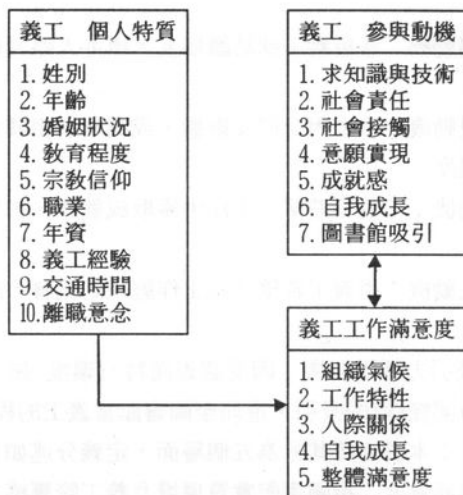 義工　個人特質
1.姓別
2.年齡
3.婚姻狀況
4.教育程度
5.宗教信仰
6.職業
7.年資
8.義工經驗
9.交通時間
10.離職意念
義工　參與動機
1.求知識與技術
2.社會責任
3.社會接觸
4.意願實現
5.成就感
6.自我成長
7.圖書館吸引
義工工作滿意度
1.組織氣候
2.工作特性
3.人際關係
4.自我成長
5.整體滿意度